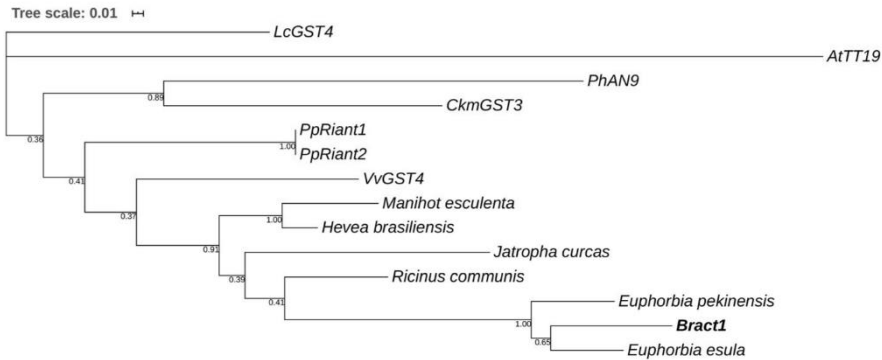 Tree scale: 0.01
LcGST4
AtTT19
PhAN9
0.89
CkmGST3
PpRiant1
0.36
1.00
PpRiant2
VvGST4
0.41
Manihot esculenta
0.37
1.00
Hevea brasiliensis
0.91
Jatropha curcas
0.39
Ricinus communis
0.41
Euphorbia pekinensis
1.00
Bract1
0.65
Euphorbia esula